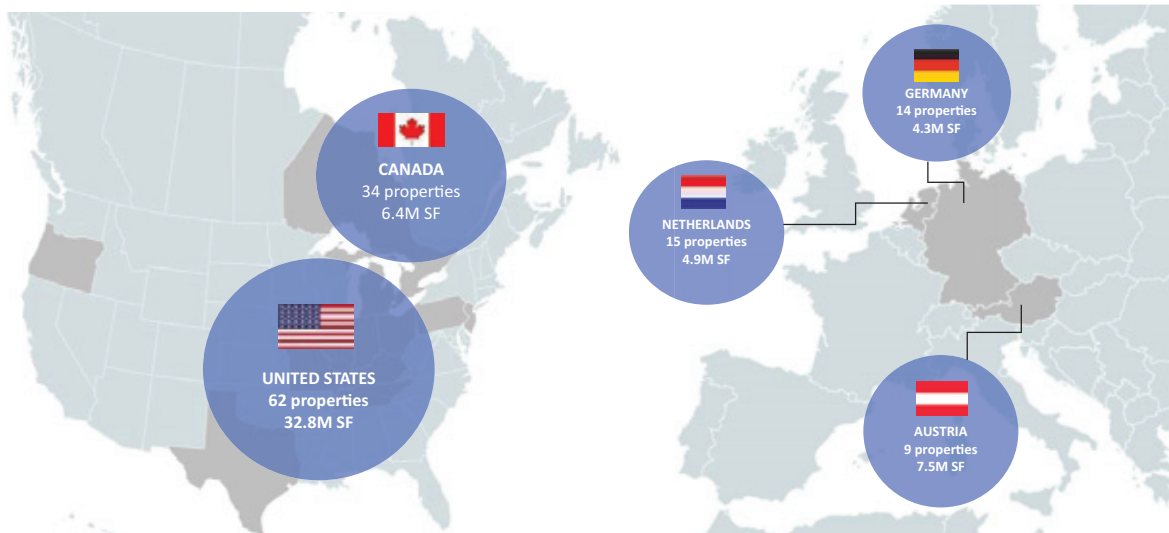 CANADA
34 properties
6.4M SF
UNITED STATES
62 properties
32.8M SF
GERMANY
14 properties
4.3M SF
NETHERLANDS
15 properties
4.9M SF
AUSTRIA
9 properties
7.5M SF